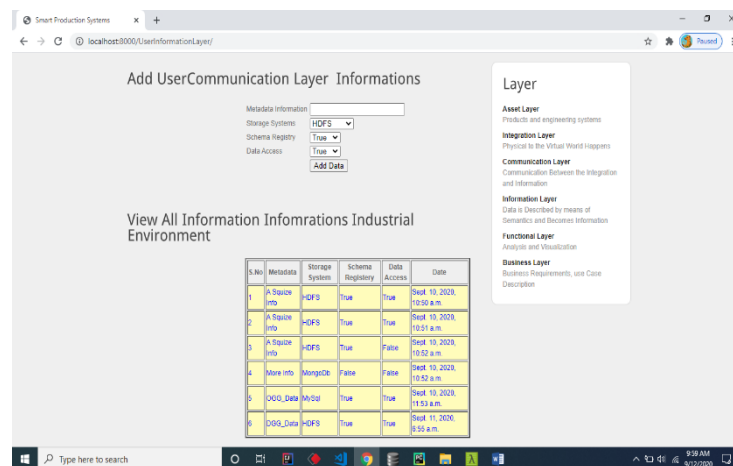 Smart Production Systems
localhost:8000/UserInformationLayer/
Paused
Add UserCommunication Layer Informations
Metadata Information
Storage Systems HDFS
Schema Registry True
Data Access True
Add Data
View All Information Infomrations Industrial
Environment
S.No Metadata Storage System Schema Registery Data Access Date
1 A Squize Info HDFS True True Sept. 10, 2020, 10:50 a.m.
2 A Squize Info HDFS True True Sept. 10, 2020, 10:51 a.m.
3 A Squize Info HDFS True False Sept. 10, 2020, 10:52 a.m.
4 More info MongoDb False False Sept. 10, 2020, 10:52 a.m.
5 OGG_Data MySql True True Sept. 10, 2020, 11:53 a.m.
6 DGG_Data HDFS True True Sept. 11, 2020, 6:55 a.m.
Layer
Asset Layer
Products and engineering systems
Integration Layer
Physical to the Virtual World Happens
Communication Layer
Communication Between the Integration
and Information
Information Layer
Data is Described by means of
Semantics and Becomes Information
Functional Layer
Analysis and Visualization
Business Layer
Business Requirements, use Case
Description
Type here to search
9:59 AM
9/12/2020